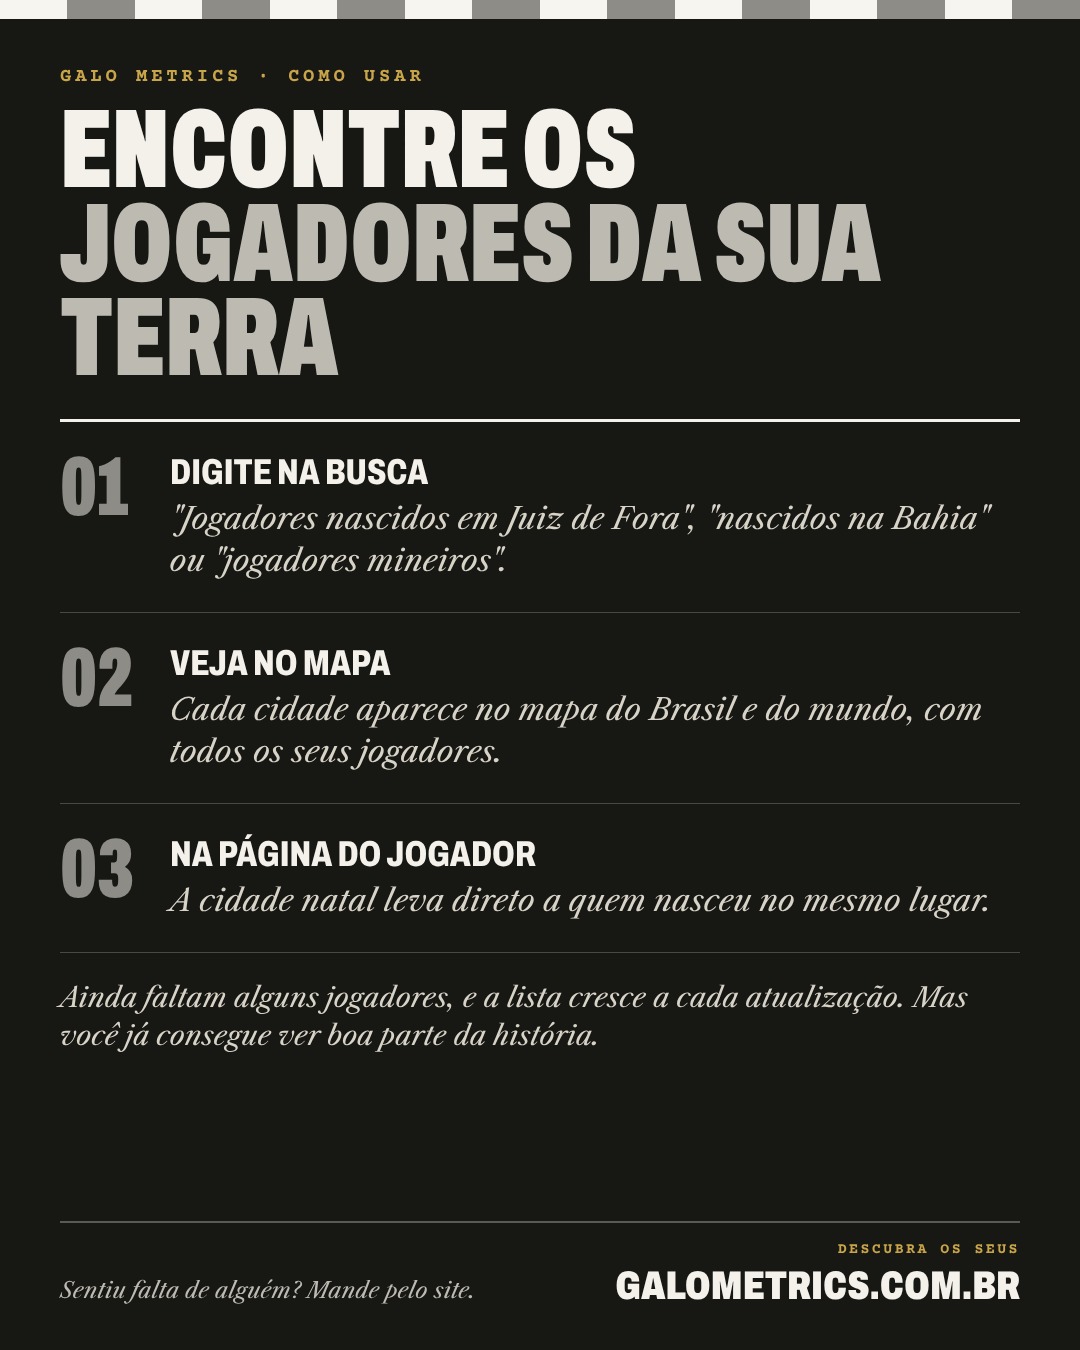 GALO METRICS · COMO USAR
ENCONTRE OS
JOGADORES DA SUA
TERRA
01
DIGITE NA BUSCA
"Jogadores nascidos em Juiz de Fora", "nascidos na Bahia"
ou "jogadores mineiros".
02
VEJA NO MAPA
Cada cidade aparece no mapa do Brasil e do mundo, com
todos os seus jogadores.
03
NA PÁGINA DO JOGADOR
A cidade natal leva direto a quem nasceu no mesmo lugar.
Ainda faltam alguns jogadores, e a lista cresce a cada atualização. Mas
você já consegue ver boa parte da história.
Sentiu falta de alguém? Mande pelo site.
DESCUBRA OS SEUS
GALOMETRICS.COM.BR